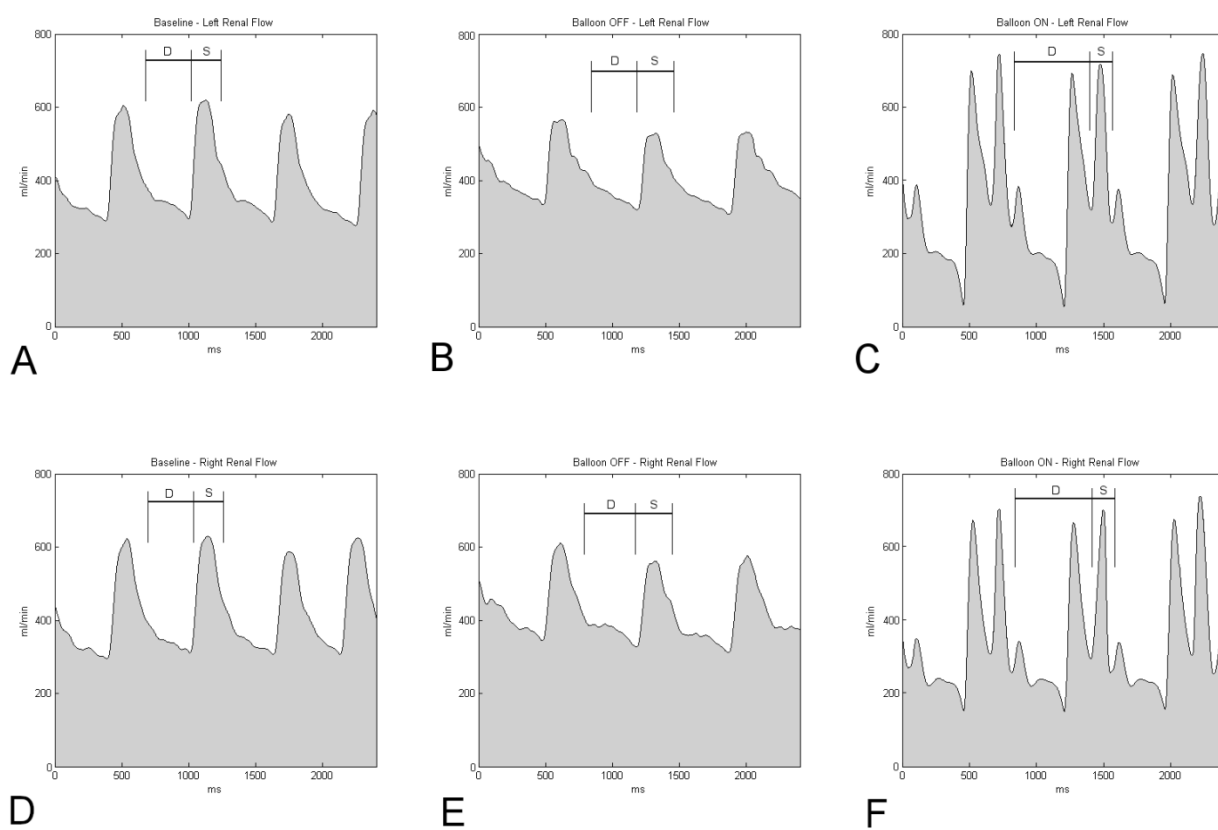 Baseline - Left Renal Flow
800
600
400
200
0
ml/min
D S
0 500 1000 1500 2000
ms
A
Balloon OFF - Left Renal Flow
800
600
400
200
0
ml/min
D S
0 500 1000 1500 2000
ms
B
Balloon ON - Left Renal Flow
800
600
400
200
0
ml/min
D S
0 500 1000 1500 2000
ms
C
Baseline - Right Renal Flow
800
600
400
200
0
ml/min
D S
0 500 1000 1500 2000
ms
D
Balloon OFF - Right Renal Flow
800
600
400
200
0
ml/min
D S
0 500 1000 1500 2000
ms
E
Balloon ON - Right Renal Flow
800
600
400
200
0
ml/min
D S
0 500 1000 1500 2000
ms
F